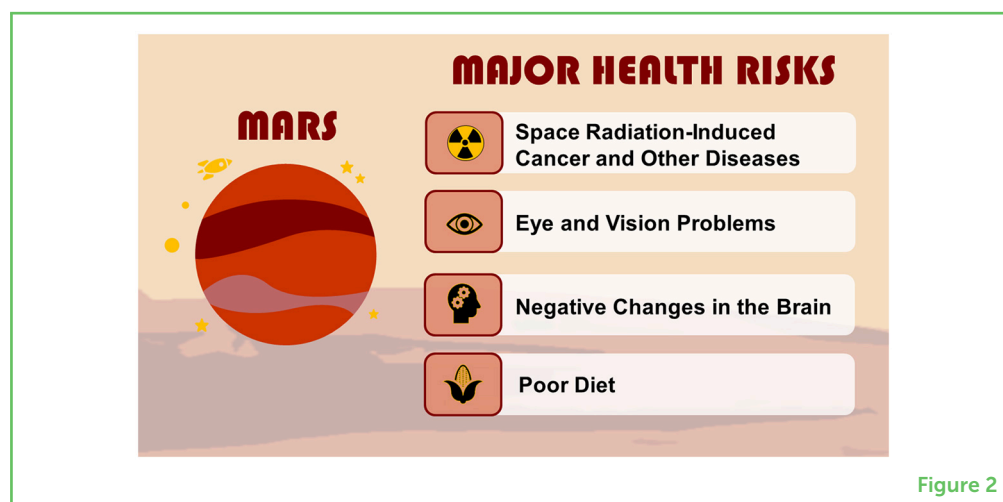 MAJOR HEALTH RISKS
MARS
Space Radiation-Induced
Cancer and Other Diseases
Eye and Vision Problems
Negative Changes in the Brain
Poor Diet
Figure 2